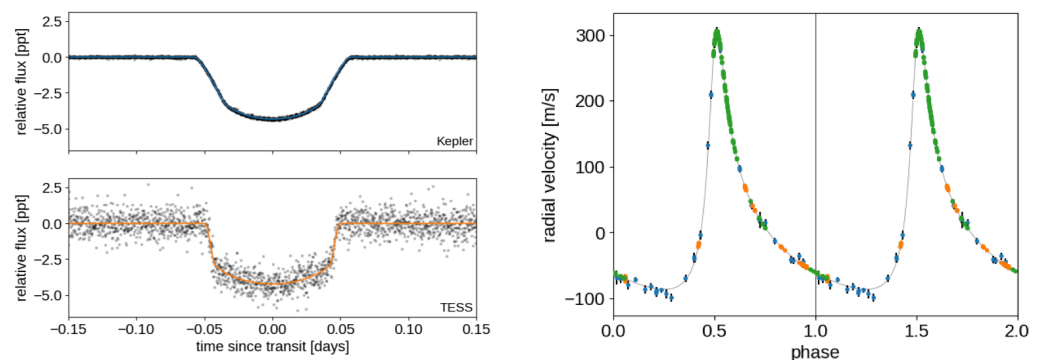 2.5
0.0
−2.5
−5.0
relative flux [ppt]
Kepler
2.5
0.0
−2.5
−5.0
relative flux [ppt]
TESS
−0.15 −0.10 −0.05 0.00 0.05 0.10 0.15
time since transit [days]
300
200
100
0
−100
radial velocity [m/s]
0.0 0.5 1.0 1.5 2.0
phase